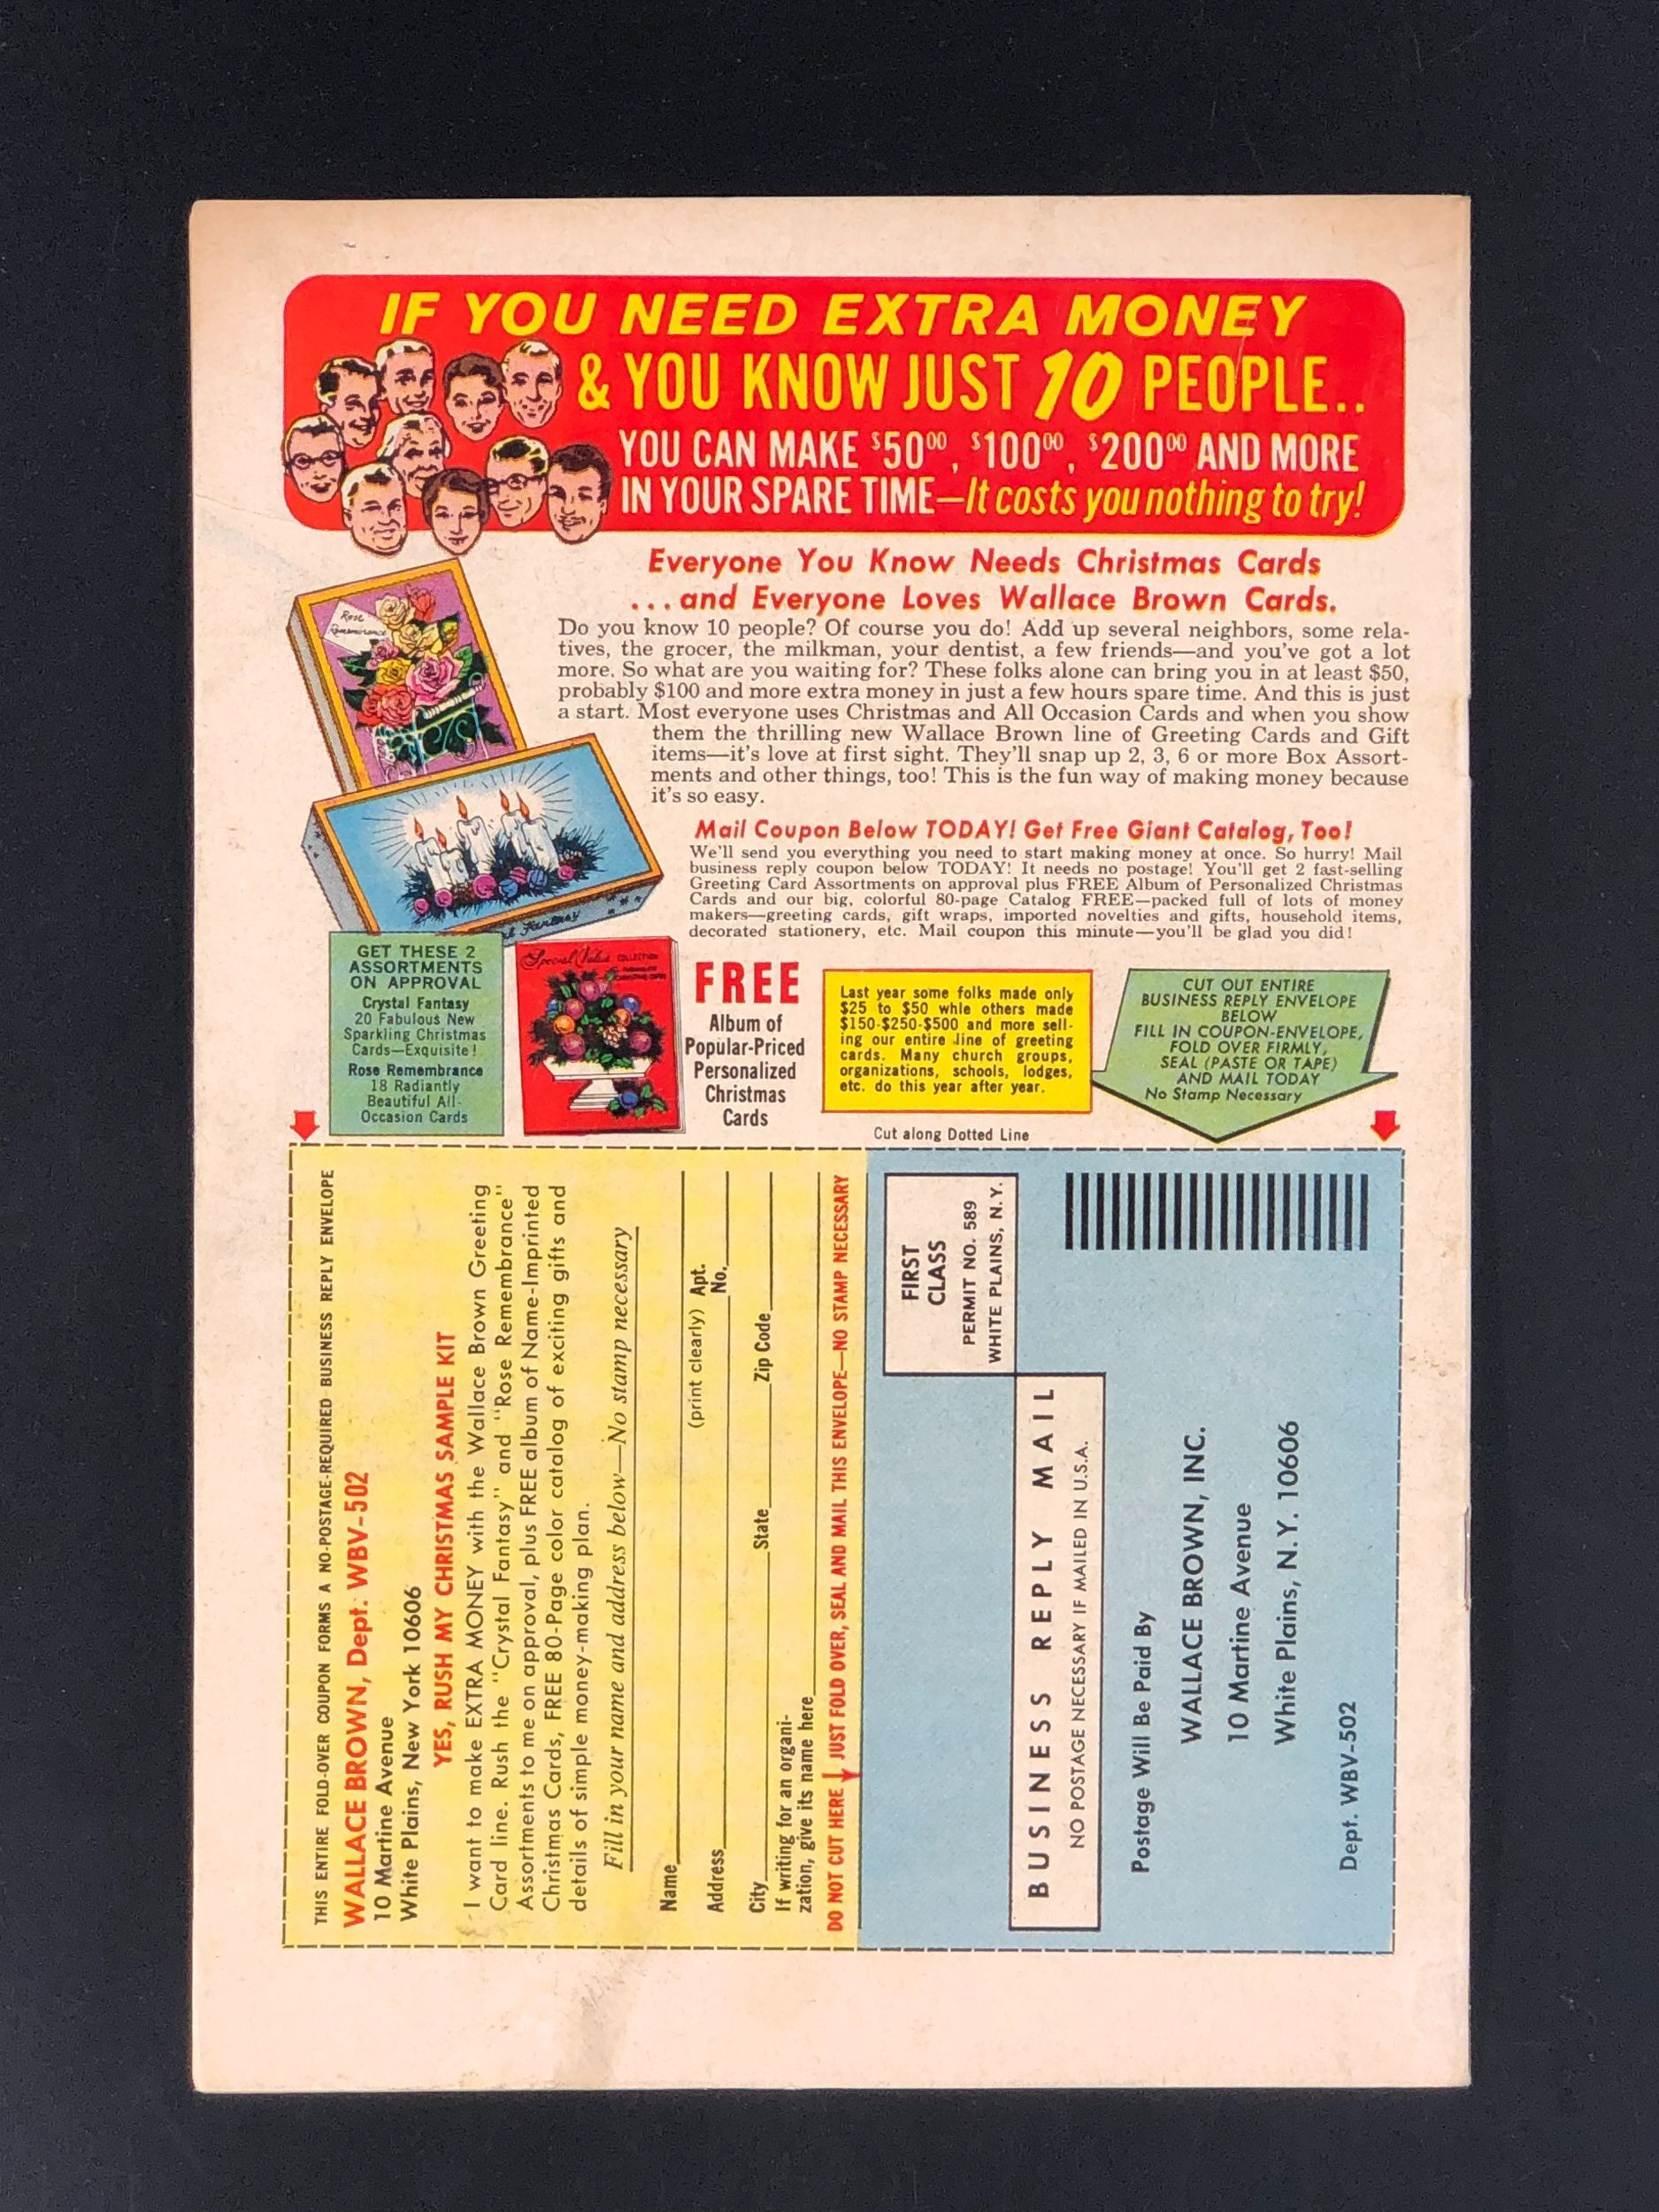 IF YOU NEED EXTRA MONEY
& YOU KNOW JUST 10 PEOPLE..
YOU CAN MAKE $5000, $10000, $20000 AND MORE
IN YOUR SPARE TIME—It costs you nothing to try!
Everyone You Know Needs Christmas Cards
...and Everyone Loves Wallace Brown Cards.
Rose
Remembrance
Do you know 10 people? Of course you do! Add up several neighbors, some rela-
tives, the grocer, the milkman, your dentist, a few friends—and you've got a lot
more. So what are you waiting for? These folks alone can bring you in at least $50,
probably $100 and more extra money in just a few hours spare time. And this is just
a start. Most everyone uses Christmas and All Occasion Cards and when you show
them the thrilling new Wallace Brown line of Greeting Cards and Gift
items—it's love at first sight. They'll snap up 2, 3, 6 or more Box Assort-
ments and other things, too! This is the fun way of making money because
it's so easy.
Mail Coupon Below TODAY! Get Free Giant Catalog, Too!
We'll send you everything you need to start making money at once. So hurry! Mail
business reply coupon below TODAY! It needs no postage! You'll get 2 fast-selling
Greeting Card Assortments on approval plus FREE Album of Personalized Christmas
Cards and our big, colorful 80-page Catalog FREE—packed full of lots of money
makers—greeting cards, gift wraps, imported novelties and gifts, household items,
decorated stationery, etc. Mail coupon this minute—you'll be glad you did!
Fantasy
GET THESE 2
ASSORTMENTS
ON APPROVAL
Crystal Fantasy
20 Fabulous New
Sparkling Christmas
Cards—Exquisite!
Rose Remembrance
18 Radiantly
Beautiful All-
Occasion Cards
Special Value COLLECTION
FREE
Album of
Popular-Priced
Personalized
Christmas
Cards
Last year some folks made only
$25 to $50 whle others made
$150-$250-$500 and more sell-
ing our entire line of greeting
cards. Many church groups,
organizations, schools, lodges,
etc. do this year after year.
CUT OUT ENTIRE
BUSINESS REPLY ENVELOPE
BELOW
FILL IN COUPON-ENVELOPE,
FOLD OVER FIRMLY,
SEAL (PASTE OR TAPE)
AND MAIL TODAY
No Stamp Necessary
Cut along Dotted Line
THIS ENTIRE FOLD-OVER COUPON FORMS A NO-POSTAGE-REQUIRED BUSINESS REPLY ENVELOPE
WALLACE BROWN, Dept. WBV-502
10 Martine Avenue
White Plains, New York 10606
YES, RUSH MY CHRISTMAS SAMPLE KIT
I want to make EXTRA MONEY with the Wallace Brown Greeting
Card line. Rush the "Crystal Fantasy" and "Rose Remembrance"
Assortments to me on approval, plus FREE album of Name-Imprinted
Christmas Cards, FREE 80-Page color catalog of exciting gifts and
details of simple money-making plan.
Fill in your name and address below—No stamp necessary
Name
(print clearly)
Address
Apt.
No.
City
State
Zip Code
If writing for an organi-
zation, give its name here
DO NOT CUT HERE JUST FOLD OVER, SEAL AND MAIL THIS ENVELOPE—NO STAMP NECESSARY
FIRST
CLASS
PERMIT NO. 589
WHITE PLAINS, N.Y.
BUSINESS REPLY MAIL
NO POSTAGE NECESSARY IF MAILED IN U.S.A.
Postage Will Be Paid By
WALLACE BROWN, INC.
10 Martine Avenue
White Plains, N.Y. 10606
Dept. WBV-502